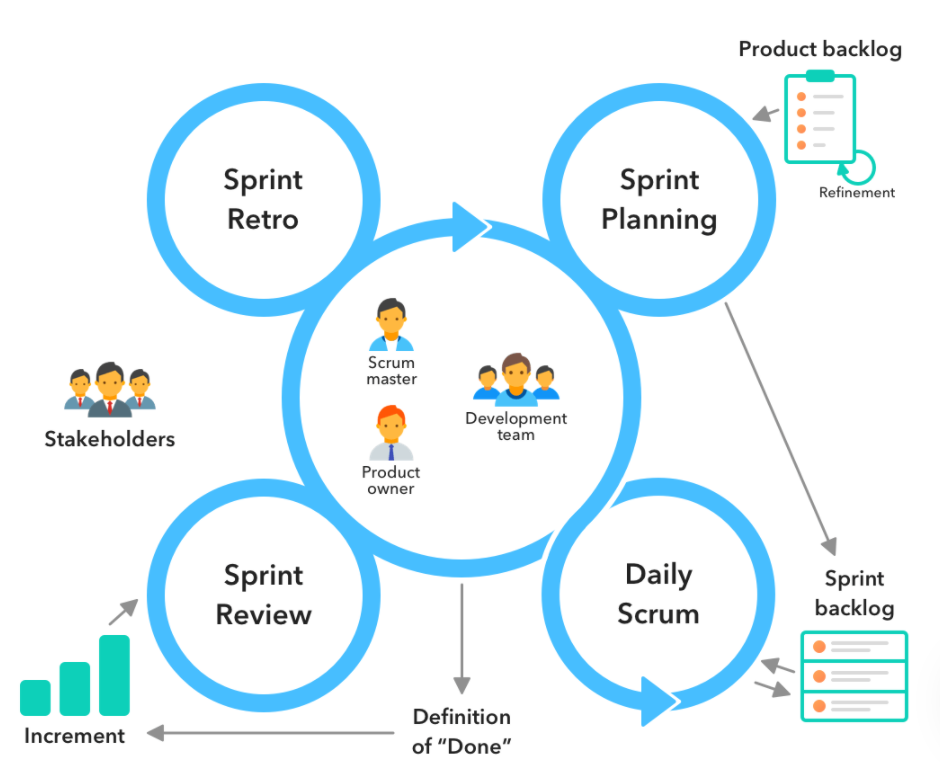 Product backlog
Refinement
Sprint
Retro
Sprint
Planning
Scrum
master
Development
team
Product
owner
Stakeholders
Sprint
Review
Daily
Scrum
Sprint
backlog
Increment
Definition
of “Done”